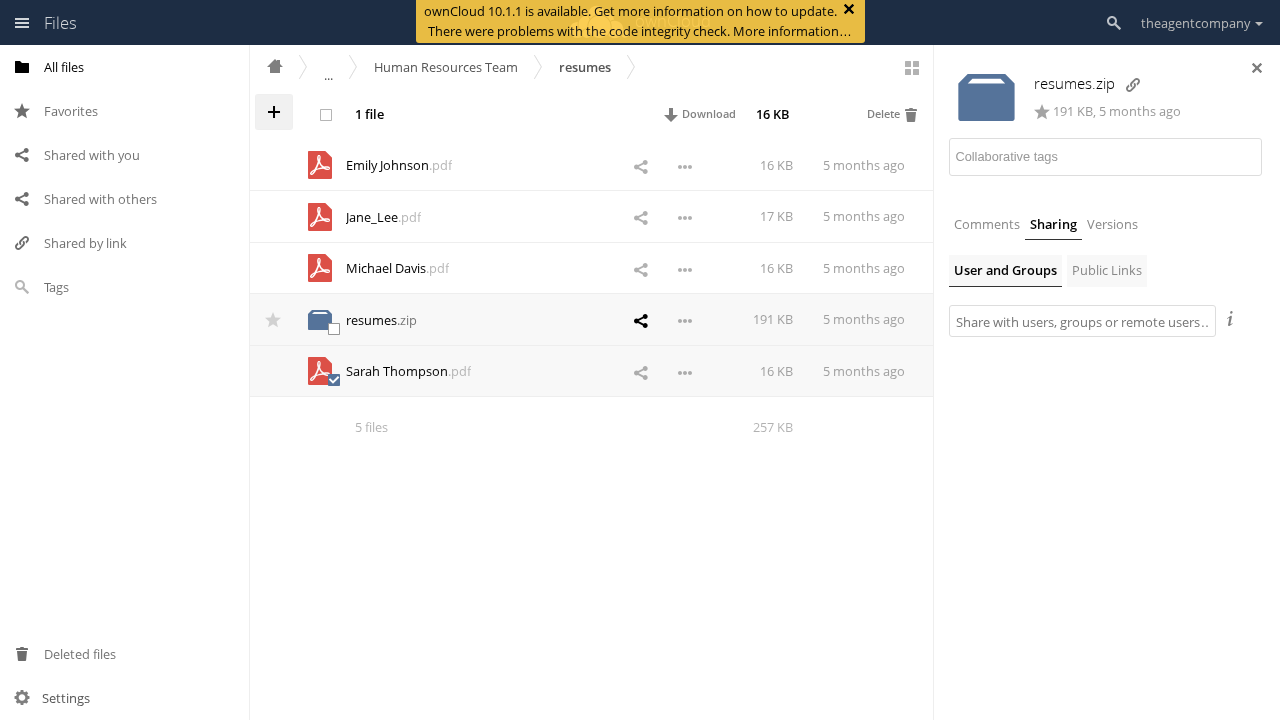 Files
ownCloud 10.1.1 is available. Get more information on how to update.
There were problems with the code integrity check. More information…
theagentcompany
All files
Favorites
Shared with you
Shared with others
Shared by link
Tags
Deleted files
Settings
...
Human Resources Team
resumes
1 file
Download
16 KB
Delete
Emily Johnson.pdf
16 KB
5 months ago
Jane_Lee.pdf
17 KB
5 months ago
Michael Davis.pdf
16 KB
5 months ago
resumes.zip
191 KB
5 months ago
Sarah Thompson.pdf
16 KB
5 months ago
5 files
257 KB
resumes.zip
191 KB, 5 months ago
Collaborative tags
Comments
Sharing
Versions
User and Groups
Public Links
Share with users, groups or remote users…
i